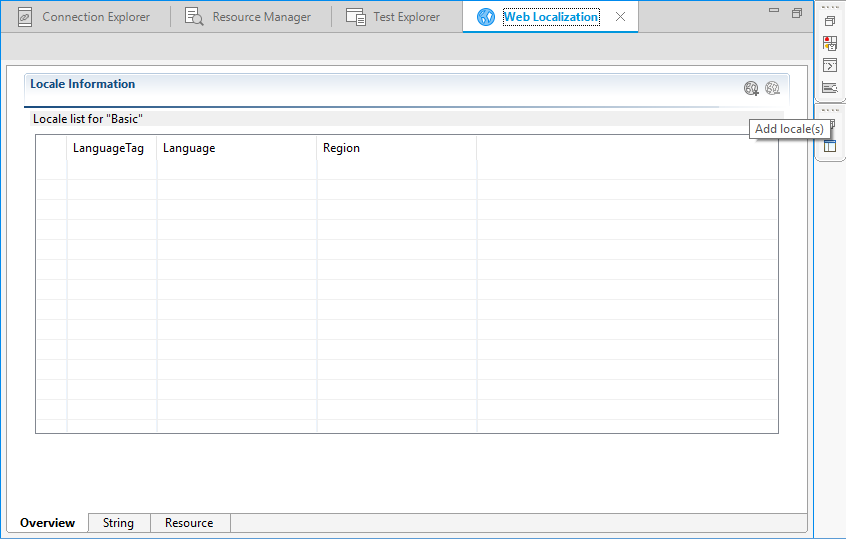 Connection Explorer
Resource Manager
Test Explorer
Web Localization
Locale Information
Locale list for "Basic"
Add locale(s)
LanguageTag
Language
Region
Overview
String
Resource